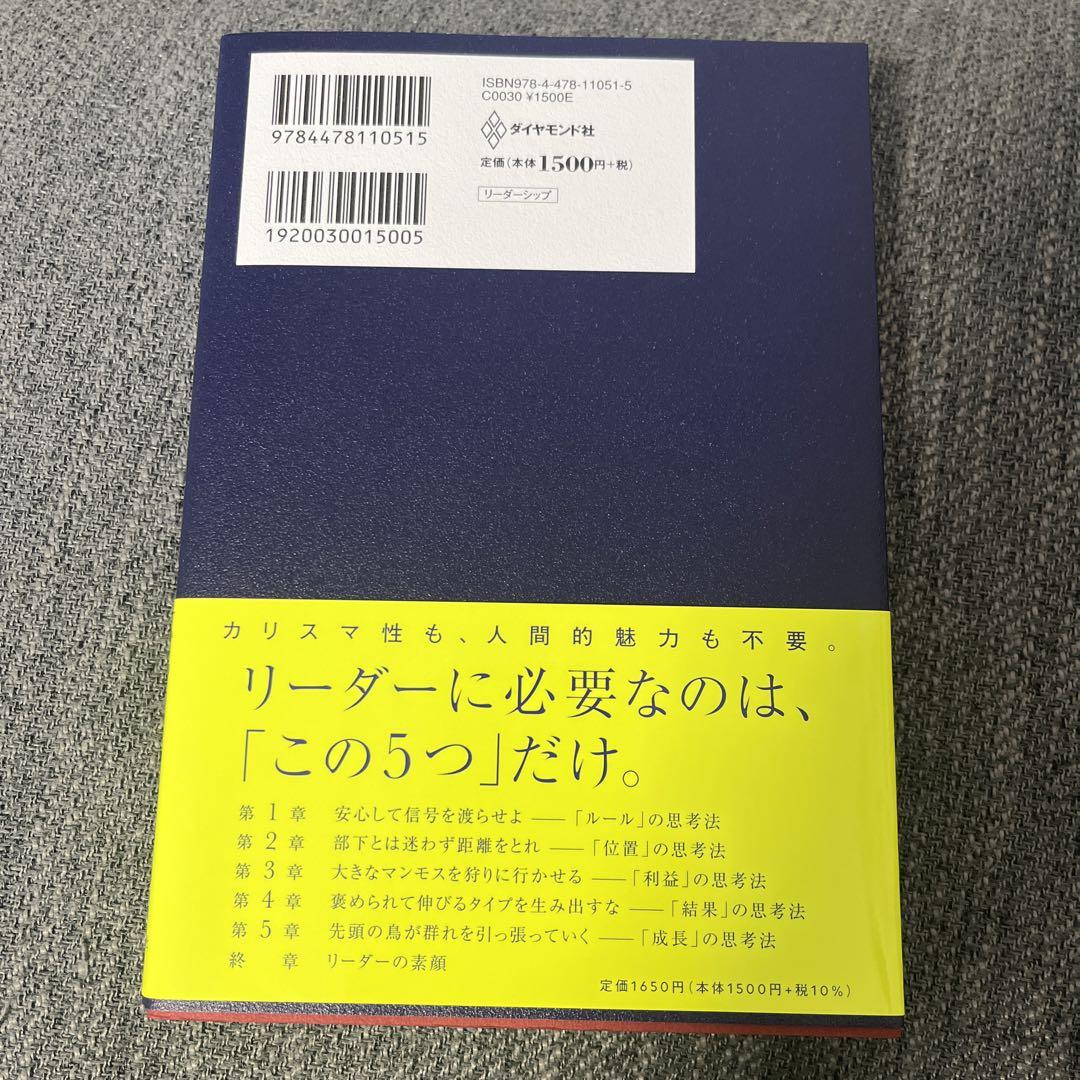 ISBN978-4-478-11051-5
C0030 ¥1500E
9784478110515
ダイヤモンド社
定価(本体1500円+税)
リーダーシップ
1920030015005
カリスマ性も、人間的魅力も不要。
リーダーに必要なのは、
「この5つ」だけ。
第1章 安心して信号を渡らせよ ――「ルール」の思考法
第2章 部下とは迷わず距離をとれ ――「位置」の思考法
第3章 大きなマンモスを狩りに行かせる ――「利益」の思考法
第4章 褒められて伸びるタイプを生み出すな ――「結果」の思考法
第5章 先頭の鳥が群れを引っ張っていく ――「成長」の思考法
終章 リーダーの素顔
定価1650円(本体1500円+税10%)